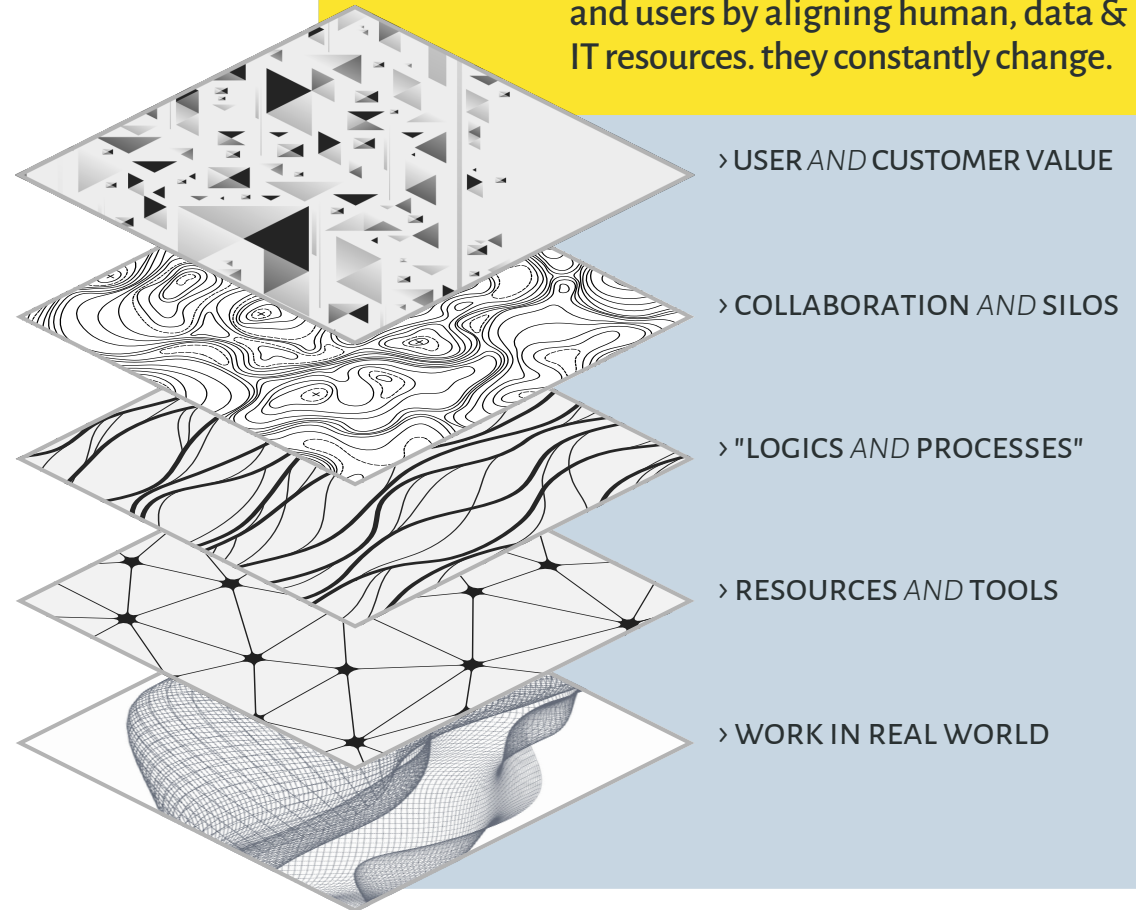 and users by aligning human, data &
IT resources. they constantly change.
› USER AND CUSTOMER VALUE
› COLLABORATION AND SILOS
› "LOGICS AND PROCESSES"
› RESOURCES AND TOOLS
› WORK IN REAL WORLD